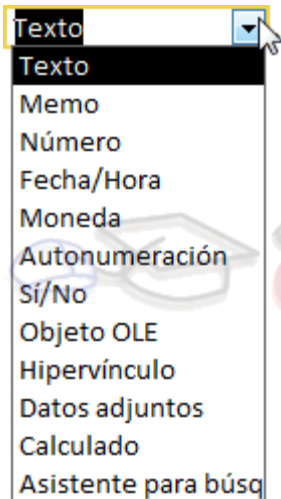 Texto
Texto
Memo
Número
Fecha/Hora
Moneda
Autonumeración
Sí/No
Objeto OLE
Hipervínculo
Datos adjuntos
Calculado
Asistente para búsq